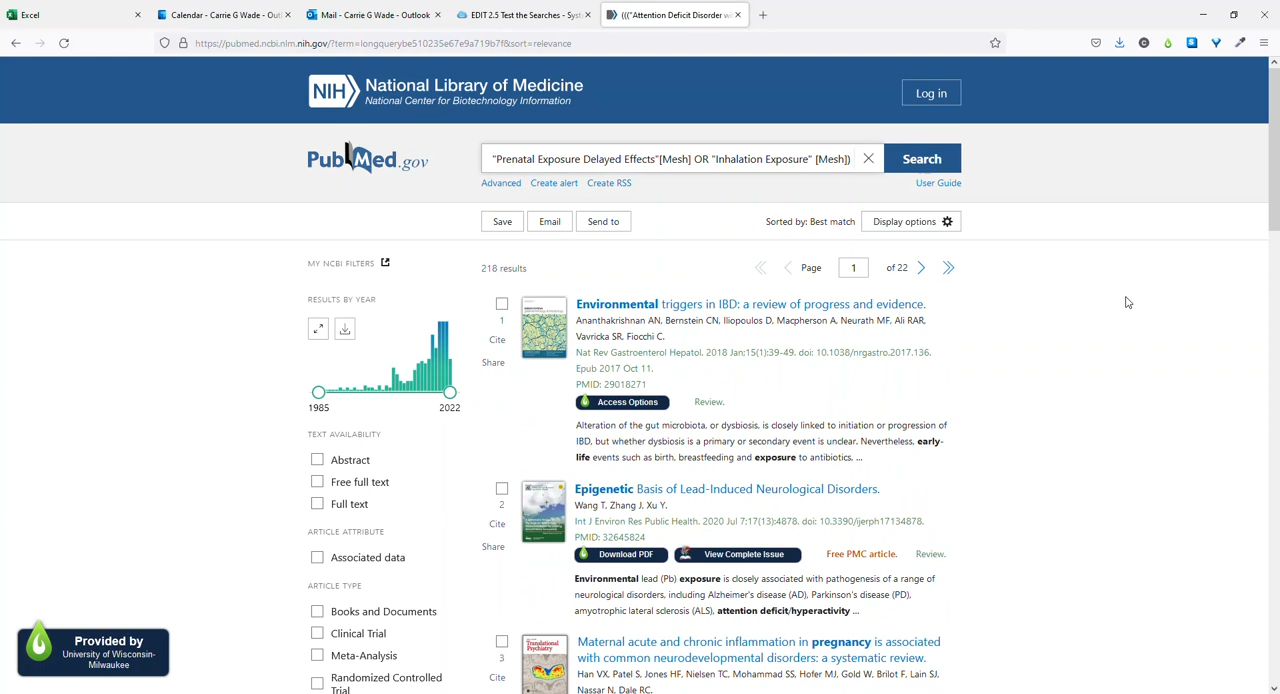 Excel
Calendar - Carrie G Wade - Out
Mail - Carrie G Wade - Outlook
EDIT 2.5 Test the Searches - Syst
((("Attention Deficit Disorder wi
https://pubmed.ncbi.nlm.nih.gov/?term=longquerybe510235e67e9a719b7f&sort=relevance
NIH National Library of Medicine
National Center for Biotechnology Information
Log in
PubMed.gov
"Prenatal Exposure Delayed Effects"[Mesh] OR "Inhalation Exposure" [Mesh])
Search
Advanced Create alert Create RSS
User Guide
Save Email Send to
Sorted by: Best match Display options
MY NCBI FILTERS
218 results
Page 1 of 22
RESULTS BY YEAR
1985 2022
TEXT AVAILABILITY
Abstract
Free full text
Full text
ARTICLE ATTRIBUTE
Associated data
ARTICLE TYPE
Books and Documents
Clinical Trial
Meta-Analysis
Randomized Controlled
Trial
1
Cite
Share
Environmental triggers in IBD: a review of progress and evidence.
Ananthakrishnan AN, Bernstein CN, Iliopoulos D, Macpherson A, Neurath MF, Ali RAR,
Vavricka SR, Fiocchi C.
Nat Rev Gastroenterol Hepatol. 2018 Jan;15(1):39-49. doi: 10.1038/nrgastro.2017.136.
Epub 2017 Oct 11.
PMID: 29018271
Access Options Review.
Alteration of the gut microbiota, or dysbiosis, is closely linked to initiation or progression of
IBD, but whether dysbiosis is a primary or secondary event is unclear. Nevertheless, early-
life events such as birth, breastfeeding and exposure to antibiotics, ...
2
Cite
Share
Epigenetic Basis of Lead-Induced Neurological Disorders.
Wang T, Zhang J, Xu Y.
Int J Environ Res Public Health. 2020 Jul 7;17(13):4878. doi: 10.3390/ijerph17134878.
PMID: 32645824
Download PDF View Complete Issue Free PMC article. Review.
Environmental lead (Pb) exposure is closely associated with pathogenesis of a range of
neurological disorders, including Alzheimer's disease (AD), Parkinson's disease (PD),
amyotrophic lateral sclerosis (ALS), attention deficit/hyperactivity ...
3
Cite
Translational
Psychiatry
Maternal acute and chronic inflammation in pregnancy is associated
with common neurodevelopmental disorders: a systematic review.
Han VX, Patel S, Jones HF, Nielsen TC, Mohammad SS, Hofer MJ, Gold W, Brilot F, Lain SJ,
Nassar N, Dale RC.
Provided by
University of Wisconsin-
Milwaukee